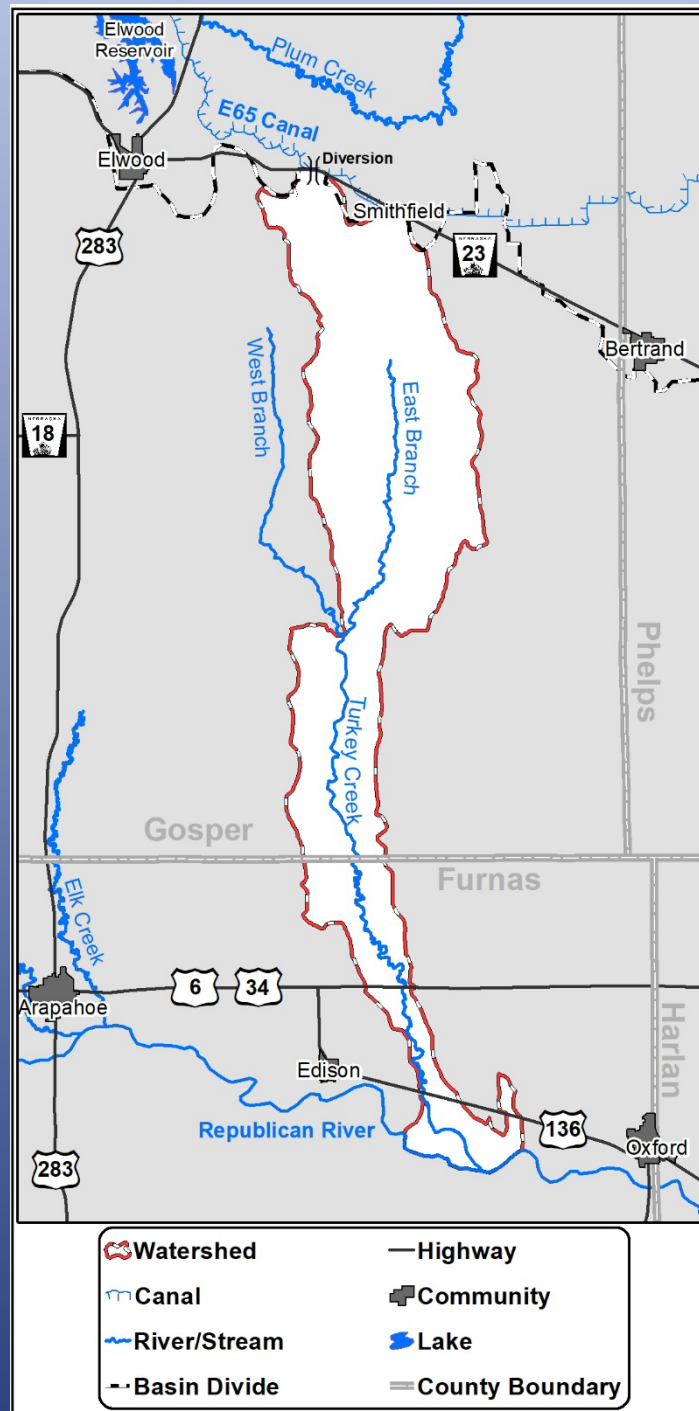 Elwood
Reservoir
Plum Creek
E65 Canal
Diversion
Elwood
Smithfield
283
NEBRASKA
23
Bertrand
West Branch
East Branch
NEBRASKA
18
Phelps
Turkey Creek
Gosper
Furnas
Elk Creek
6
34
Arapahoe
Harlan
Edison
Republican River
136
Oxford
283
Watershed
Highway
Canal
Community
River/Stream
Lake
Basin Divide
County Boundary